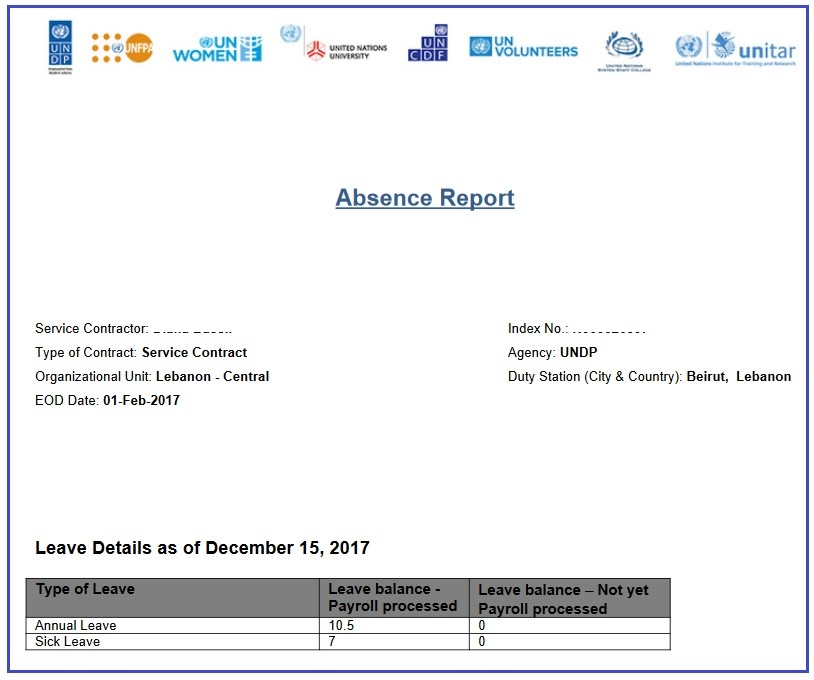 UN
DP
UNFPA
UN
WOMEN
UNITED NATIONS
UNIVERSITY
UN
CDF
UN
VOLUNTEERS
UNITED NATIONS
SYSTEM STAFF COLLEGE
unitar
United Nations Institute for Training and Research
Absence Report
Service Contractor:
Index No.:
Type of Contract: Service Contract
Agency: UNDP
Organizational Unit: Lebanon - Central
Duty Station (City & Country): Beirut, Lebanon
EOD Date: 01-Feb-2017
Leave Details as of December 15, 2017
Type of Leave
Leave balance -
Payroll processed
Leave balance – Not yet
Payroll processed
Annual Leave 10.5 0
Sick Leave 7 0